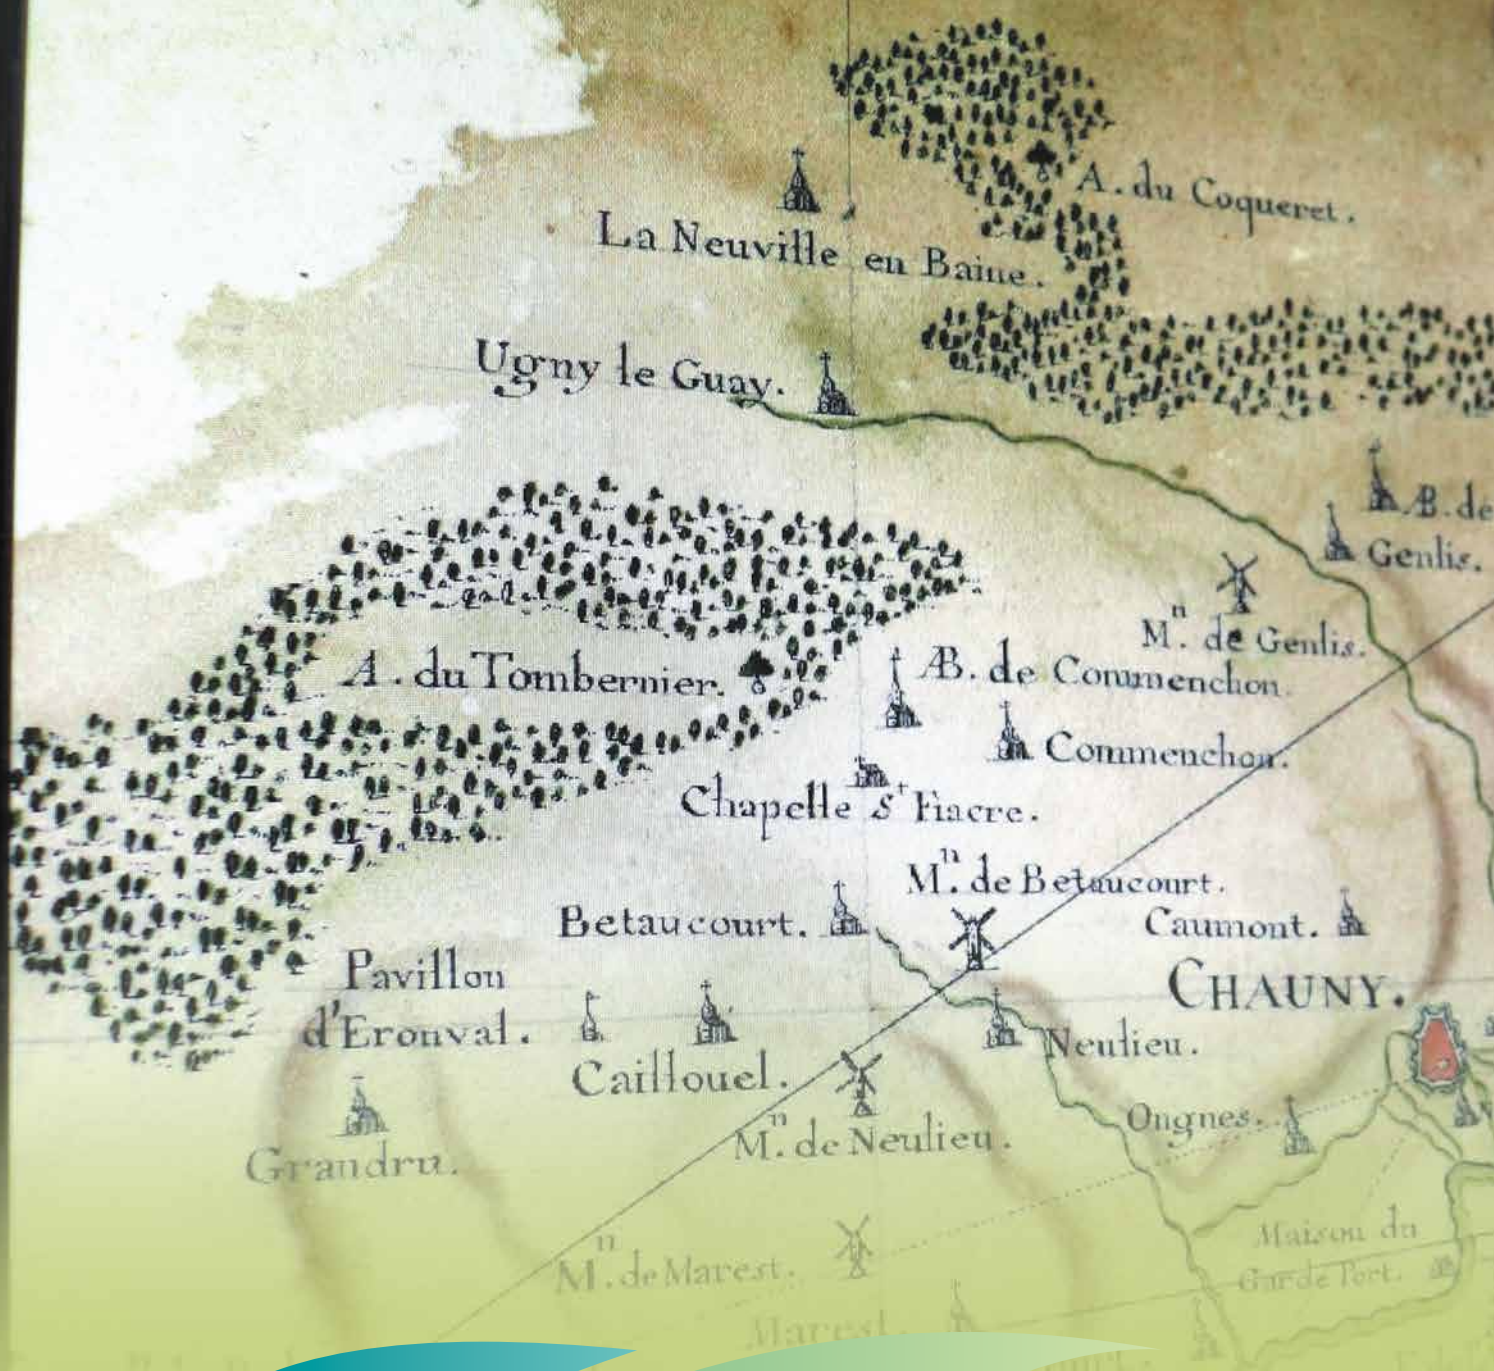 A. du Coqueret.
La Neuville en Baine.
Ugny le Guay.
Æ. de
Genlis.
Mn. de Genlis.
A. du Tombernier.
Æ. de Commenchon.
Commenchon.
Chapelle St Fiacre.
Mn. de Betaucourt.
Betaucourt.
Caumont.
Pavillon
d'Eronval.
CHAUNY.
Neulieu.
Caillouel.
Ongnes.
Mn. de Neulieu.
Grandru.
Maison du
Garde Port.
Mn. de Marest.
Marest.